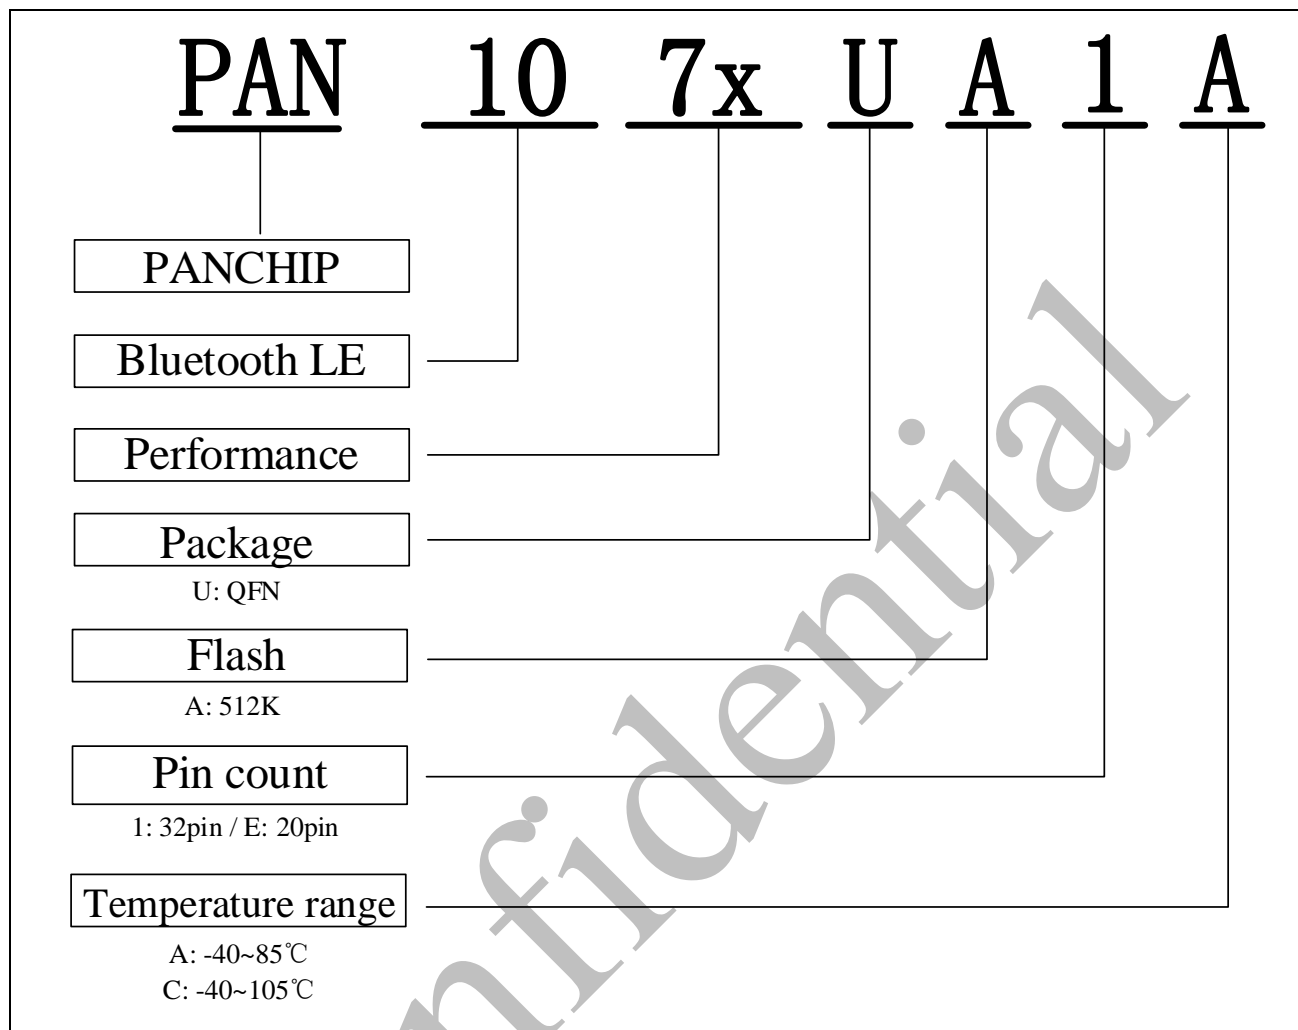 PAN 10 7x U A 1 A
PANCHIP
Bluetooth LE
Performance
Package
U: QFN
Flash
A: 512K
Pin count
1: 32pin / E: 20pin
Temperature range
A: -40~85℃
C: -40~105℃
nfidential